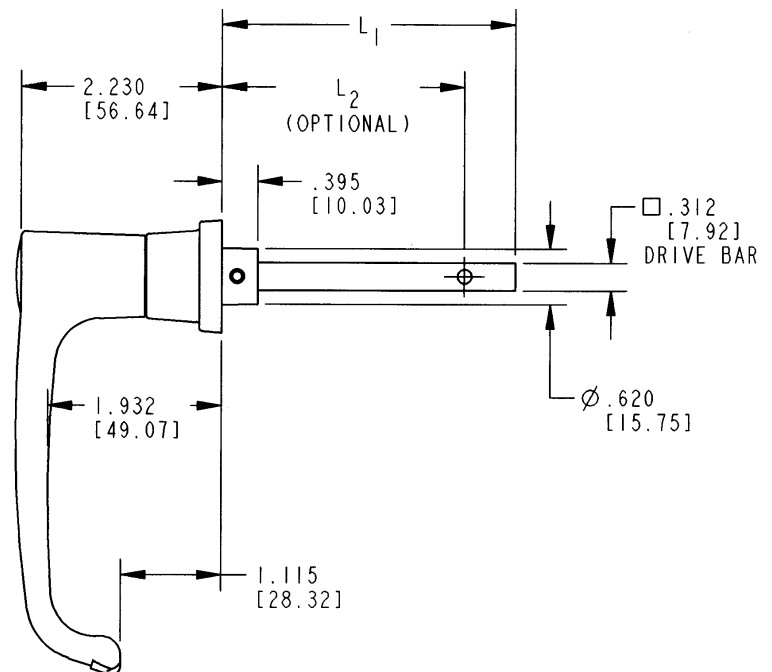 L1
2.230
[56.64]
L2
(OPTIONAL)
.395
[10.03]
□ .312
[7.92]
DRIVE BAR
1.932
[49.07]
Ø .620
[15.75]
1.115
[28.32]